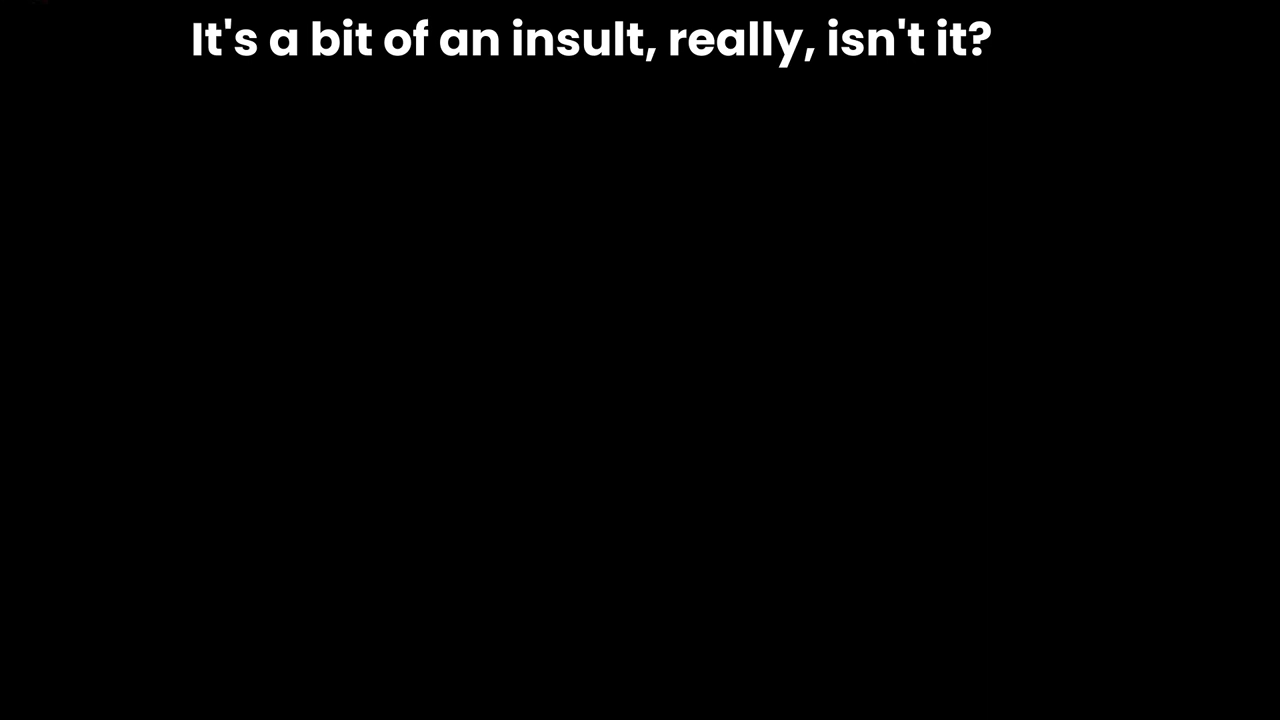 It's a bit of an insult, really, isn't it?